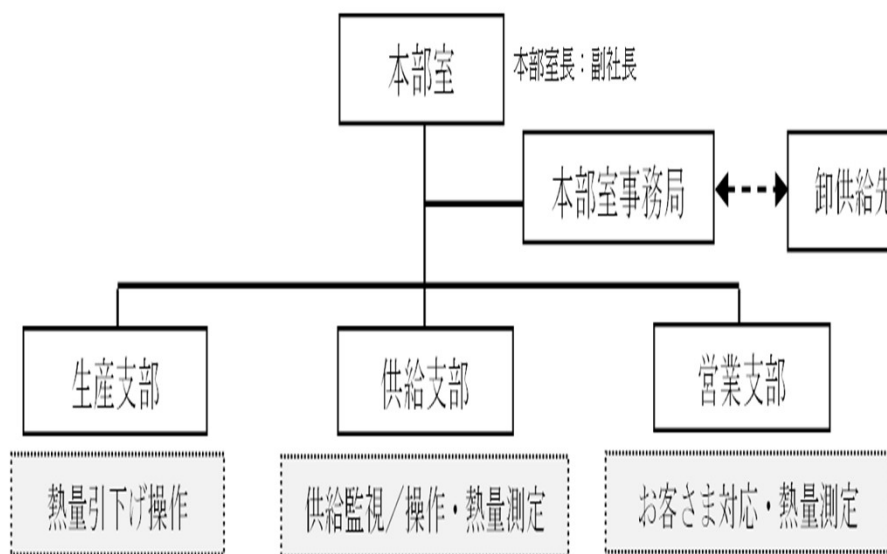 本部室
本部室長：副社長
本部室事務局
卸供給先
生産支部
供給支部
営業支部
熱量引下げ操作
供給監視／操作・熱量測定
お客さま対応・熱量測定